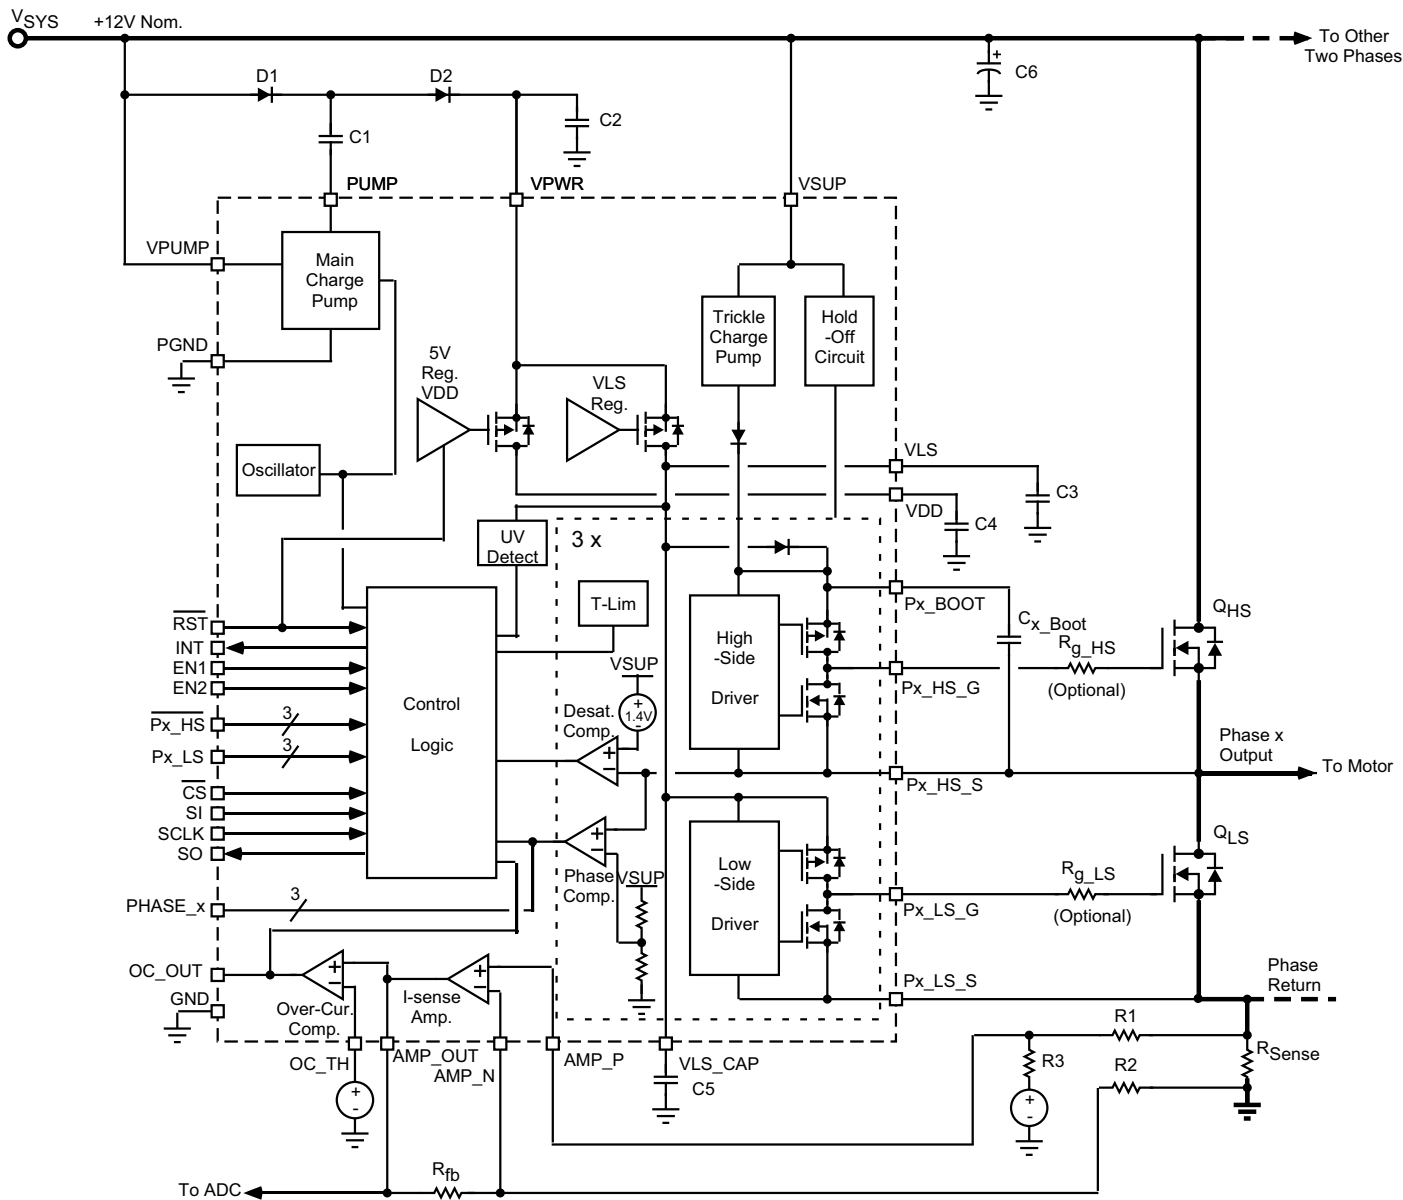 VSYS
+12V Nom.
To Other
Two Phases
D1
D2
C6
C1
C2
PUMP
VPWR
VSUP
VPUMP
Main
Charge
Pump
Trickle
Charge
Pump
Hold
-Off
Circuit
PGND
5V
Reg.
VDD
VLS
Reg.
Oscillator
VLS
C3
VDD
C4
UV
Detect
3 x
T-Lim
Px_BOOT
Cx_Boot
QHS
RST
INT
EN1
EN2
High
-Side
Driver
Rg_HS
(Optional)
Px_HS_G
VSUP
+
1.4V
Desat.
Comp.
Control
Logic
Px_HS
3
Px_LS
3
Phase x
Output
To Motor
Px_HS_S
CS
SI
SCLK
SO
+
−
+
−
Phase
Comp.
VSUP
Low
-Side
Driver
QLS
Rg_LS
(Optional)
Px_LS_G
PHASE_x
3
OC_OUT
+
−
Over-Cur.
Comp.
I-sense
Amp.
+
−
Px_LS_S
Phase
Return
GND
OC_TH
AMP_OUT
AMP_N
AMP_P
VLS_CAP
C5
R1
R2
R3
RSense
+
-
+
-
Rfb
To ADC